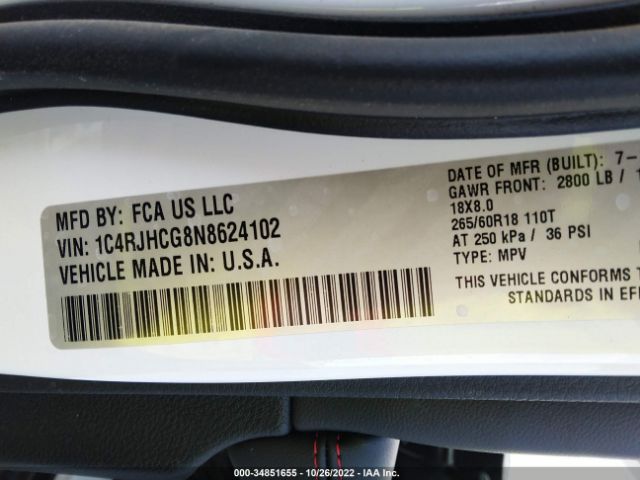 MFD BY: FCA US LLC
VIN: 1C4RJHCG8N8624102
VEHICLE MADE IN: U.S.A.
DATE OF MFR (BUILT): 7-
GAWR FRONT: 2800 LB /
18X8.0
265/60R18 110T
AT 250 kPa / 36 PSI
TYPE: MPV
THIS VEHICLE CONFORMS
STANDARDS IN
000-34851655 - 10/26/2022 - IAA Inc.